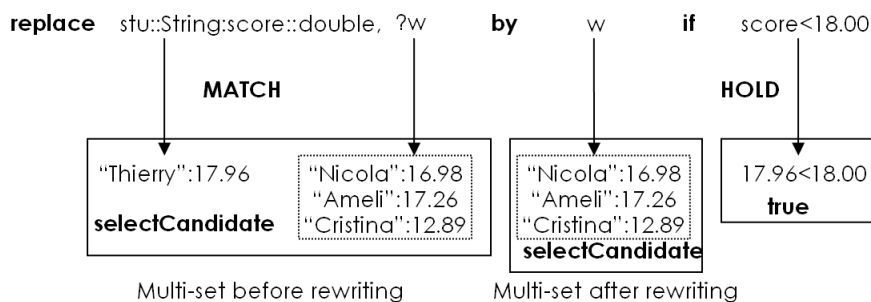 replace stu::String:score::double, ?w by w if score<18.00
MATCH HOLD
“Thierry”:17.96 “Nicola”:16.98 “Nicola”:16.98 17.96<18.00
“Ameli”:17.26 “Ameli”:17.26 true
selectCandidate “Cristina”:12.89 “Cristina”:12.89
selectCandidate
Multi-set before rewriting Multi-set after rewriting